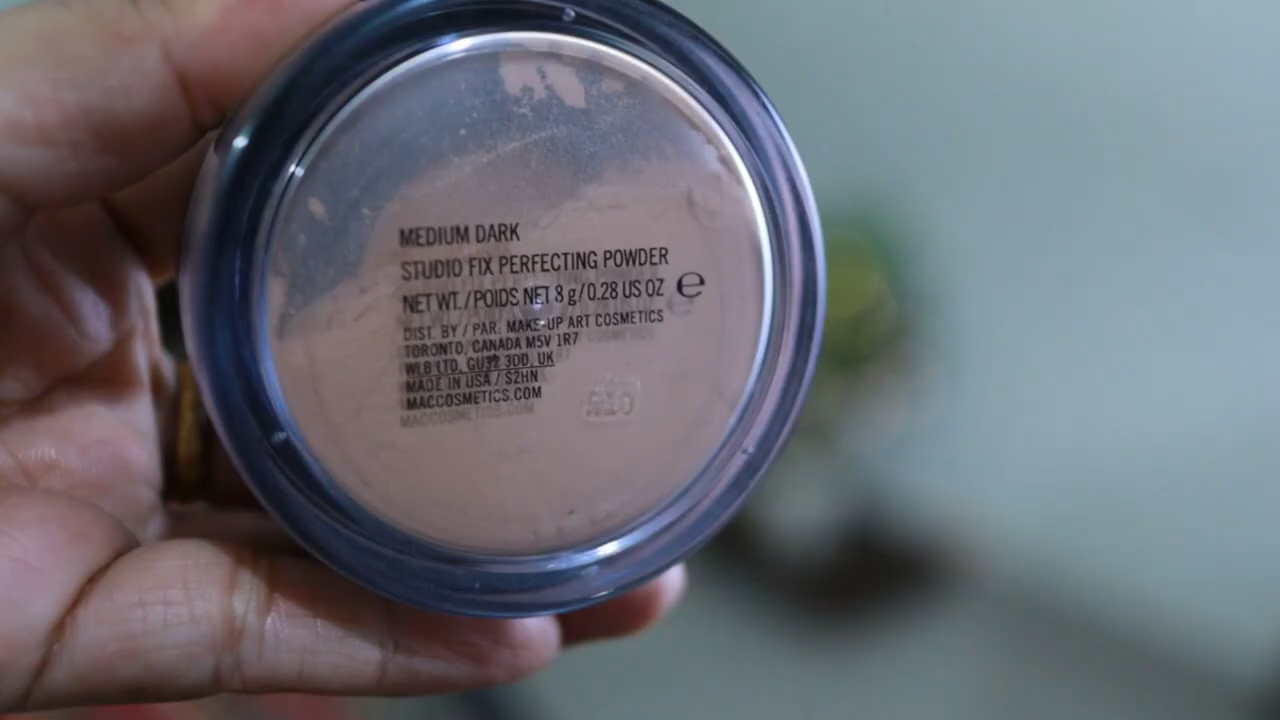 MEDIUM DARK
STUDIO FIX PERFECTING POWDER
NET WT./POIDS NET 8 g/0.28 US OZ e
DIST. BY / PAR: MAKE-UP ART COSMETICS
TORONTO, CANADA M5V 1R7
WLB LTD, GU32 3DD, UK
MADE IN USA / S2HN
MACCOSMETICS.COM